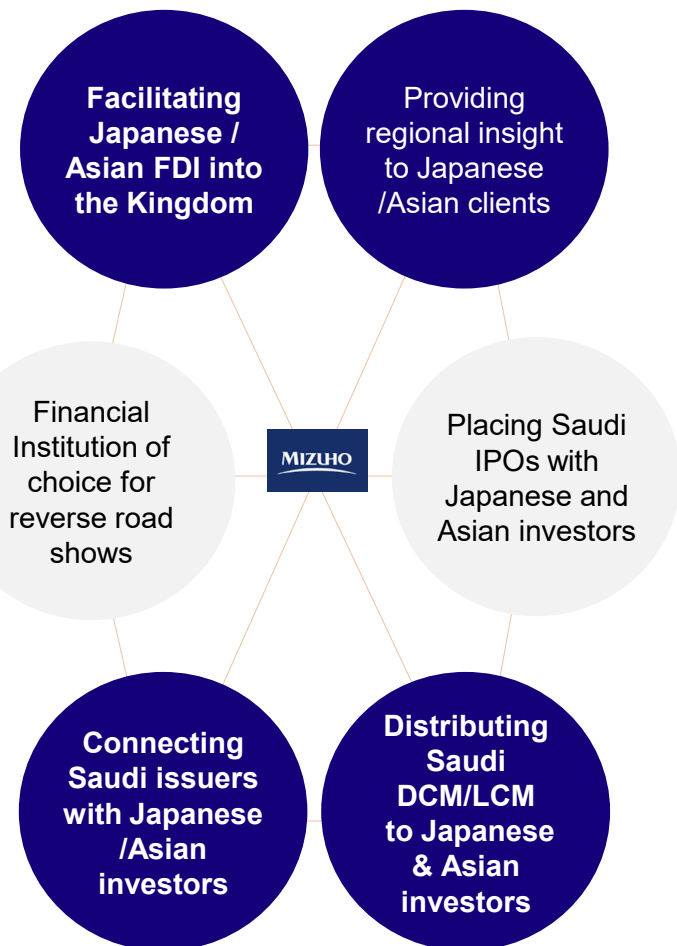 Facilitating
Japanese /
Asian FDI into
the Kingdom
Providing
regional insight
to Japanese
/Asian clients
Financial
Institution of
choice for
reverse road
shows
MIZUHO
Placing Saudi
IPOs with
Japanese and
Asian investors
Connecting
Saudi issuers
with Japanese
/Asian
investors
Distributing
Saudi
DCM/LCM
to Japanese
& Asian
investors